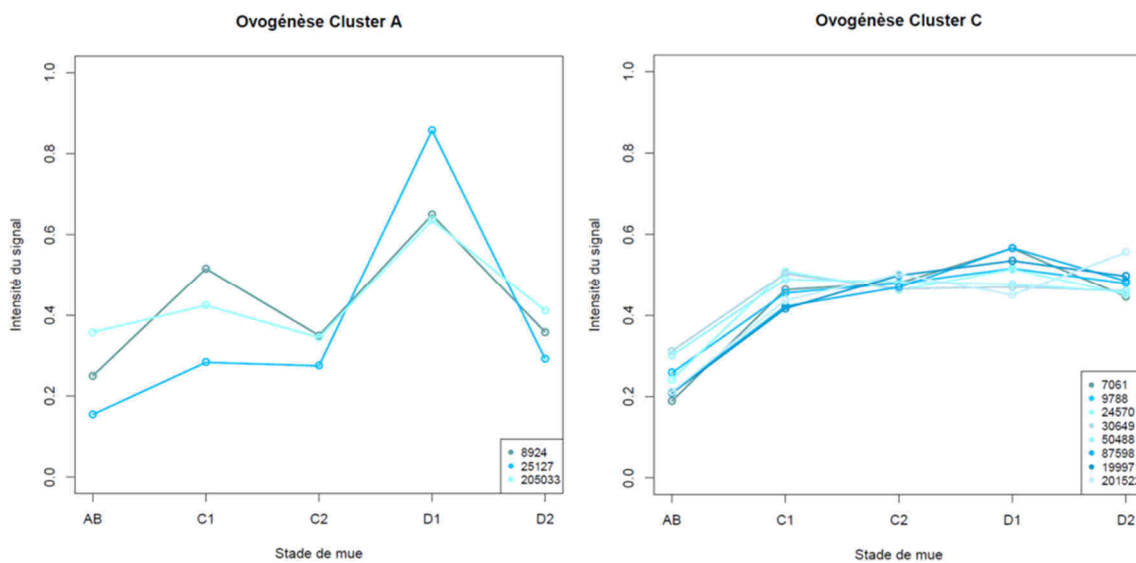 Ovogénèse Cluster A
Intensité du signal
1.0
0.8
0.6
0.4
0.2
0.0
AB
C1
C2
D1
D2
Stade de mue
8924
25127
205033
Ovogénèse Cluster C
Intensité du signal
1.0
0.8
0.6
0.4
0.2
0.0
AB
C1
C2
D1
D2
Stade de mue
7061
9788
24570
30649
50488
87598
19997